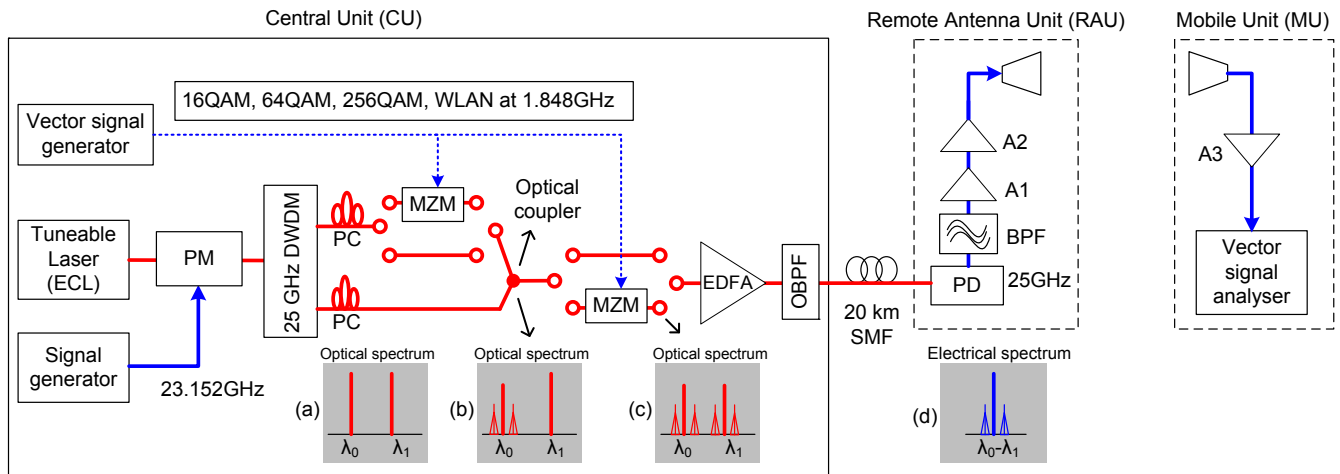 Central Unit (CU)
Remote Antenna Unit (RAU)
Mobile Unit (MU)
16QAM, 64QAM, 256QAM, WLAN at 1.848GHz
Vector signal
generator
Tuneable
Laser
(ECL)
PM
Signal
generator
23.152GHz
25 GHz DWDM
PC
PC
MZM
Optical
coupler
MZM
EDFA
OBPF
20 km
SMF
A2
A1
BPF
PD
25GHz
A3
Vector
signal
analyser
Optical spectrum
(a)
λ0
λ1
Optical spectrum
(b)
λ0
λ1
Optical spectrum
(c)
λ0
λ1
Electrical spectrum
(d)
λ0-λ1